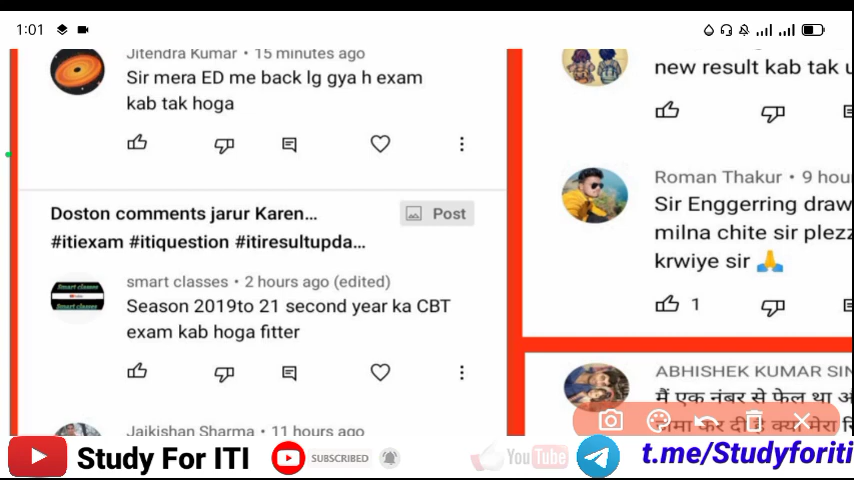 1:01
Jitendra Kumar • 15 minutes ago
Sir mera ED me back lg gya h exam
kab tak hoga
Doston comments jarur Karen...
#itiexam #itiquestion #itiresultupda...
Post
smart classes • 2 hours ago (edited)
Season 2019to 21 second year ka CBT
exam kab hoga fitter
Jaikishan Sharma • 11 hours ago
new result kab tak
Roman Thakur • 9 hou
Sir Enggerring draw
milna chite sir plezz
krwiye sir 🙏
1
ABHISHEK KUMAR SIN
मैं एक नंबर से फेल था
Study For ITI
SUBSCRIBED
YouTube
t.me/Studyforiti